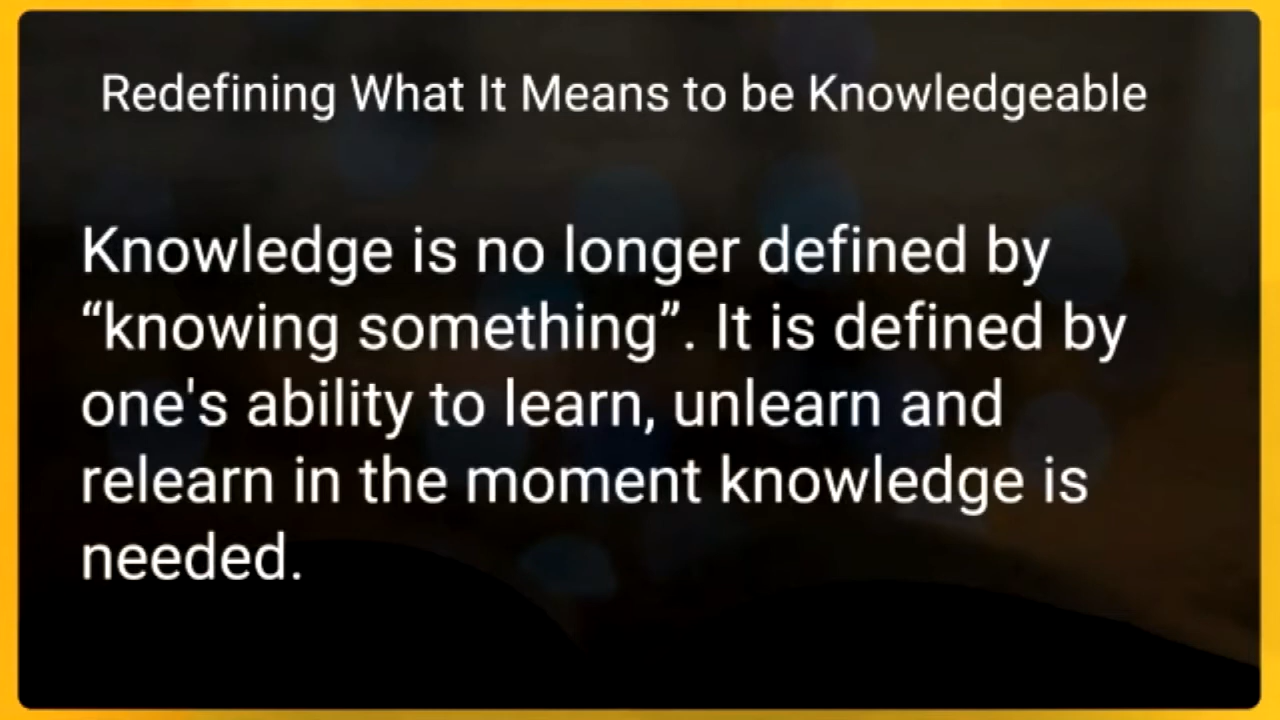 Redefining What It Means to be Knowledgeable
Knowledge is no longer defined by
“knowing something”. It is defined by
one's ability to learn, unlearn and
relearn in the moment knowledge is
needed.